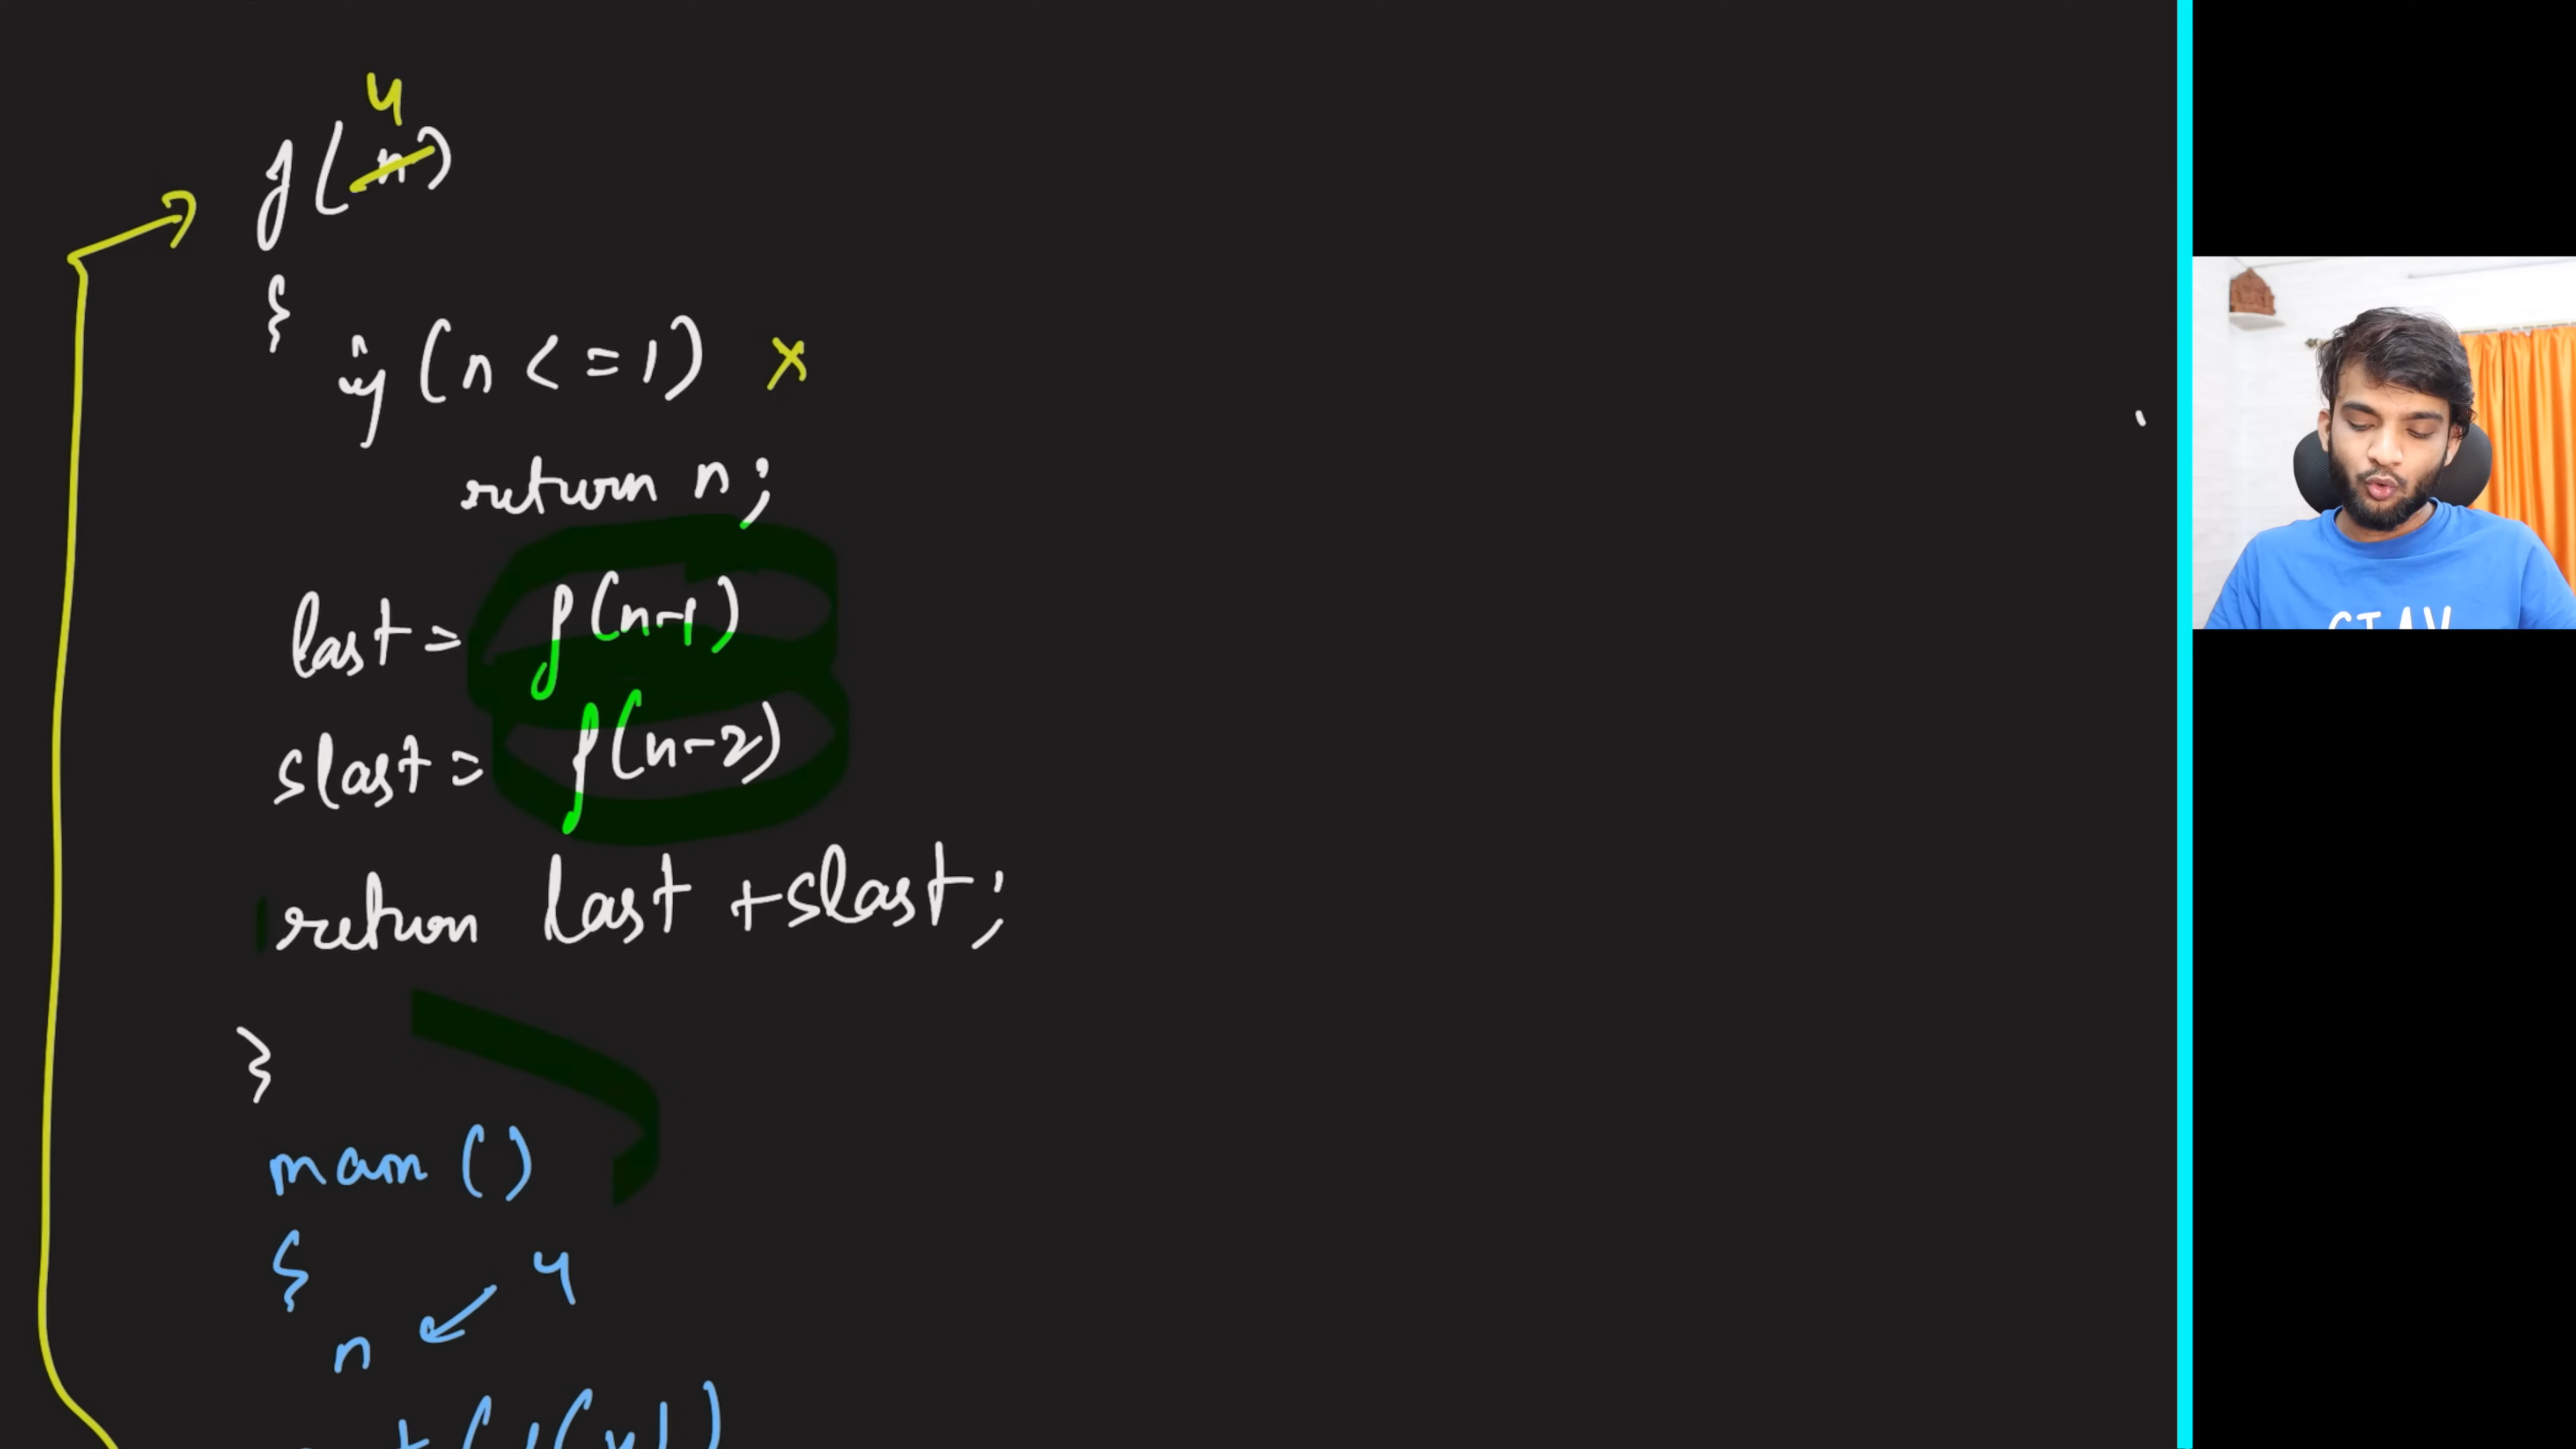 4
f(n)
{
if (n <= 1) x
return n;
last = f(n-1)
slast = f(n-2)
return last + slast;
}
main ()
{
4
n